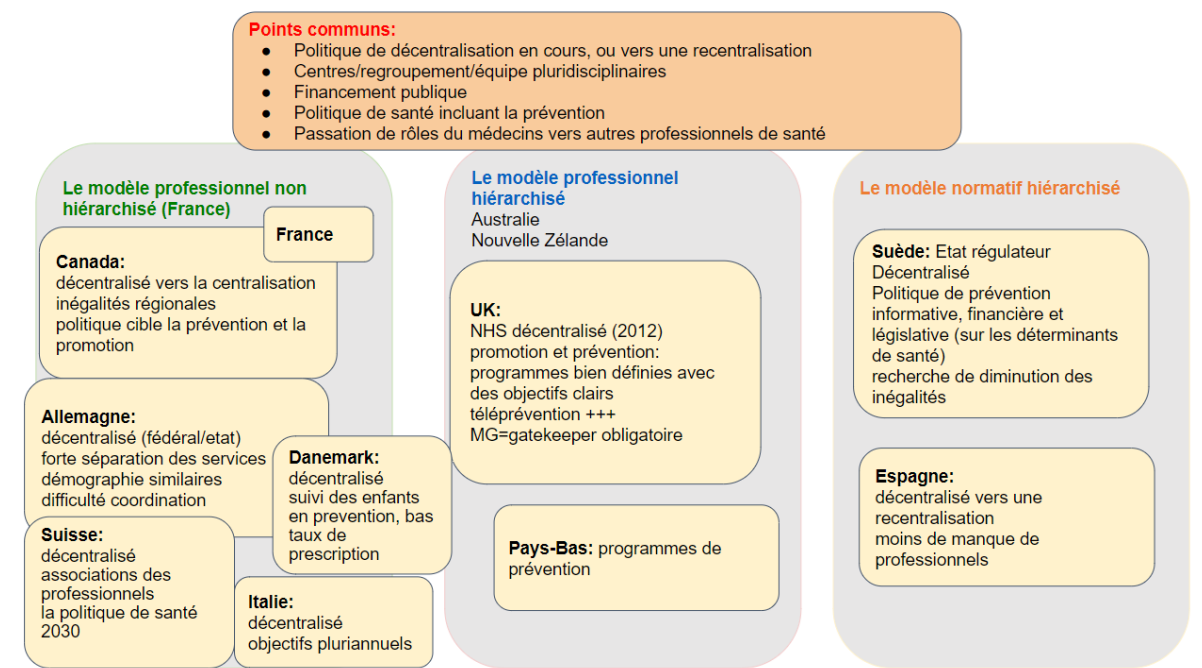 Points communs:
● Politique de décentralisation en cours, ou vers une recentralisation
● Centres/regroupement/équipe pluridisciplinaires
● Financement publique
● Politique de santé incluant la prévention
● Passation de rôles du médecins vers autres professionnels de santé
Le modèle professionnel non
hiérarchisé (France)
France
Canada:
décentralisé vers la centralisation
inégalités régionales
politique cible la prévention et la
promotion
Allemagne:
décentralisé (fédéral/etat)
forte séparation des services
démographie similaires
difficulté coordination
Danemark:
décentralisé
suivi des enfants
en prevention, bas
taux de
prescription
Suisse:
décentralisé
associations des
professionnels
la politique de santé
2030
Italie:
décentralisé
objectifs pluriannuels
Le modèle professionnel
hiérarchisé
Australie
Nouvelle Zélande
UK:
NHS décentralisé (2012)
promotion et prévention:
programmes bien définies avec
des objectifs clairs
téléprévention +++
MG=gatekeeper obligatoire
Pays-Bas: programmes de
prévention
Le modèle normatif hiérarchisé
Suède: Etat régulateur
Décentralisé
Politique de prévention
informative, financière et
législative (sur les déterminants
de santé)
recherche de diminution des
inégalités
Espagne:
décentralisé vers une
recentralisation
moins de manque de
professionnels